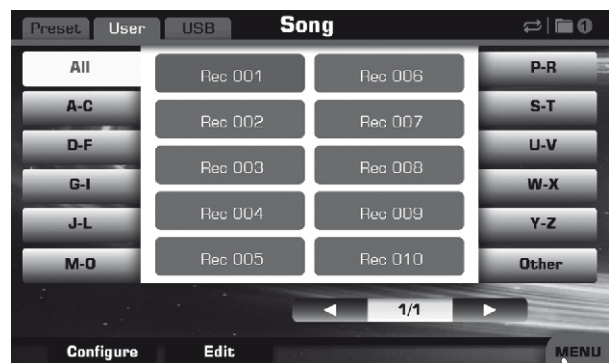 Preset User USB Song 1
All Rec 001 Rec 006 P-R
A-C Rec 002 Rec 007 S-T
D-F Rec 003 Rec 008 U-V
G-I Rec 004 Rec 009 W-X
J-L Rec 005 Rec 010 Y-Z
M-O Other
1/1
Configure Edit MENU